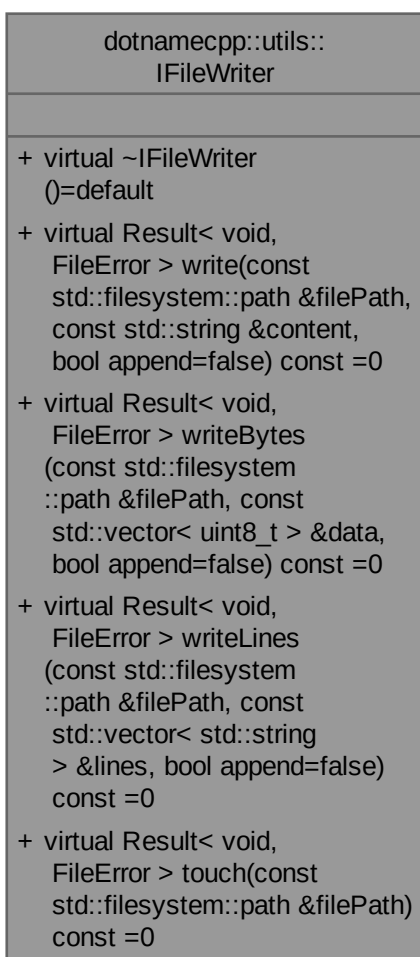 dotnamecpp::utils::
IFileWriter
+ virtual ~IFileWriter
()=default
+ virtual Result< void,
FileError > write(const
std::filesystem::path &filePath,
const std::string &content,
bool append=false) const =0
+ virtual Result< void,
FileError > writeBytes
(const std::filesystem
::path &filePath, const
std::vector< uint8_t > &data,
bool append=false) const =0
+ virtual Result< void,
FileError > writeLines
(const std::filesystem
::path &filePath, const
std::vector< std::string
> &lines, bool append=false)
const =0
+ virtual Result< void,
FileError > touch(const
std::filesystem::path &filePath)
const =0